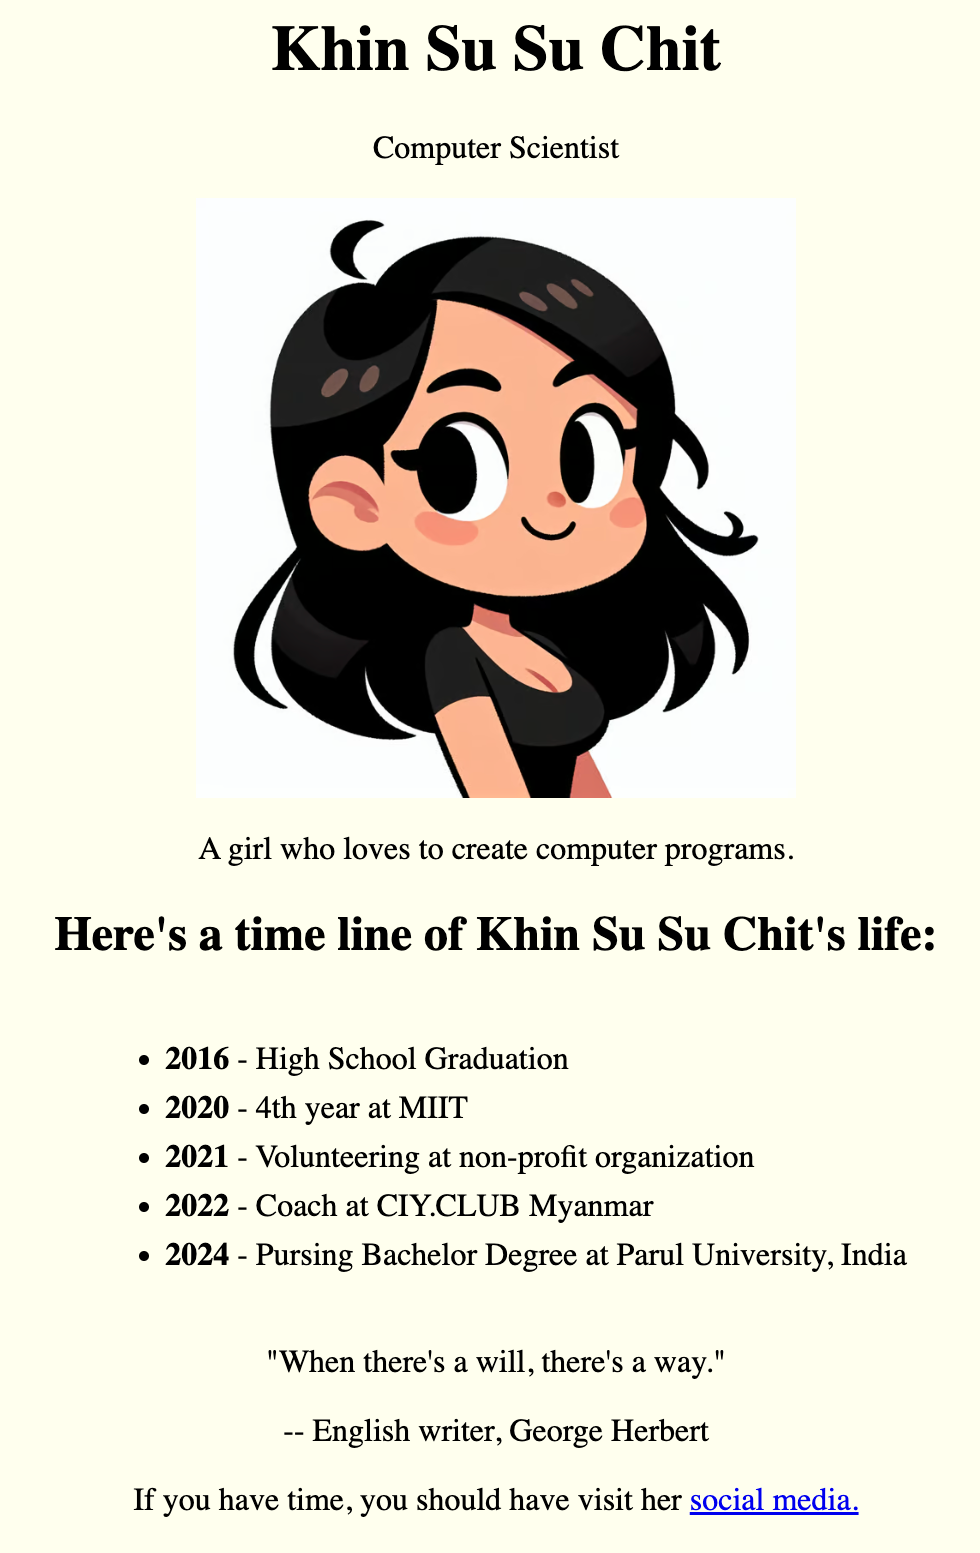 Khin Su Su Chit
Computer Scientist
A girl who loves to create computer programs.
Here's a time line of Khin Su Su Chit's life:
• 2016 - High School Graduation
• 2020 - 4th year at MIIT
• 2021 - Volunteering at non-profit organization
• 2022 - Coach at CIY.CLUB Myanmar
• 2024 - Pursing Bachelor Degree at Parul University, India
"When there's a will, there's a way."
-- English writer, George Herbert
If you have time, you should have visit her social media.